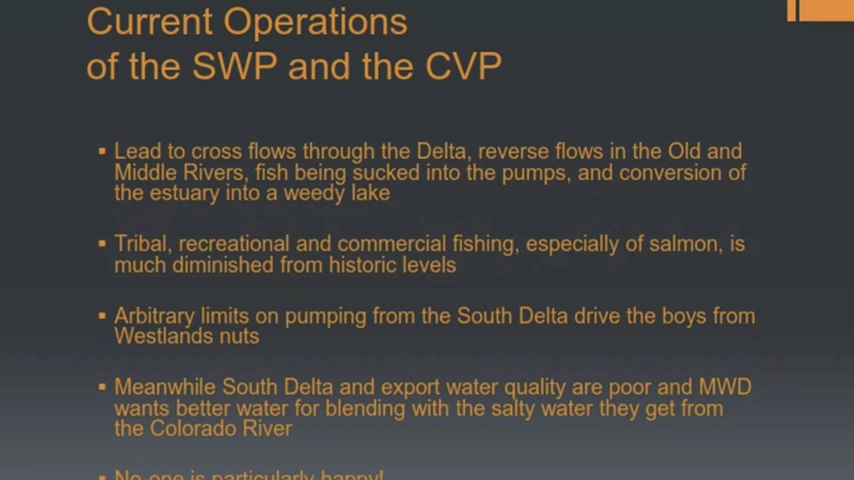 Current Operations
of the SWP and the CVP
▪ Lead to cross flows through the Delta, reverse flows in the Old and
Middle Rivers, fish being sucked into the pumps, and conversion of
the estuary into a weedy lake
▪ Tribal, recreational and commercial fishing, especially of salmon, is
much diminished from historic levels
▪ Arbitrary limits on pumping from the South Delta drive the boys from
Westlands nuts
▪ Meanwhile South Delta and export water quality are poor and MWD
wants better water for blending with the salty water they get from
the Colorado River
▪ No-one is particularly happy!